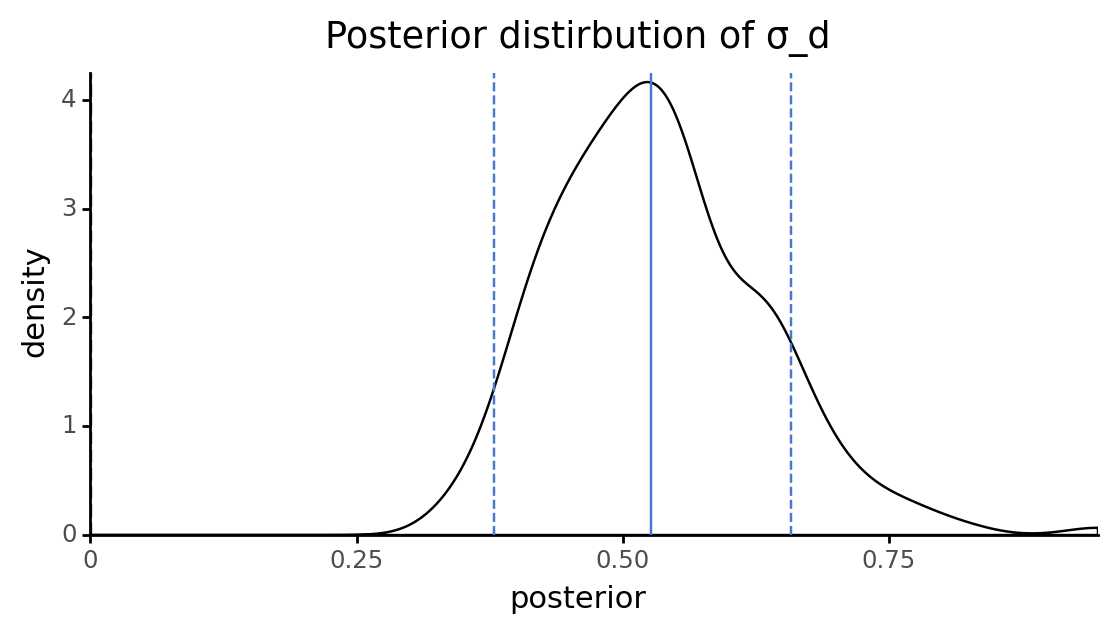 Posterior distirbution of σ_d
density
4
3
2
1
0
0 0.25 0.50 0.75
posterior